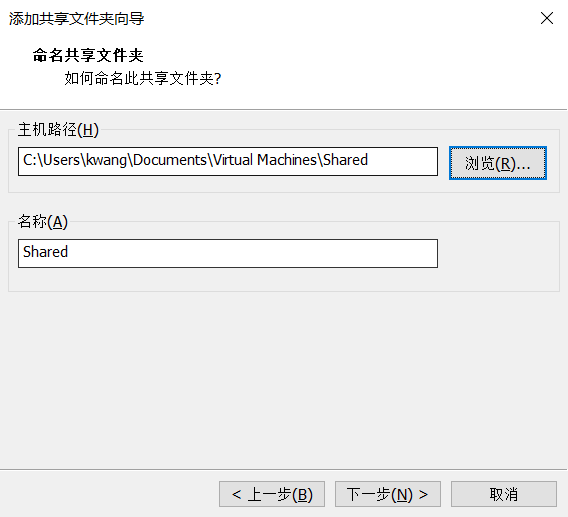 添加共享文件夹向导
命名共享文件夹
如何命名此共享文件夹?
主机路径(H)
C:\Users\kwang\Documents\Virtual Machines\Shared
浏览(R)...
名称(A)
Shared
< 上一步(B)
下一步(N) >
取消